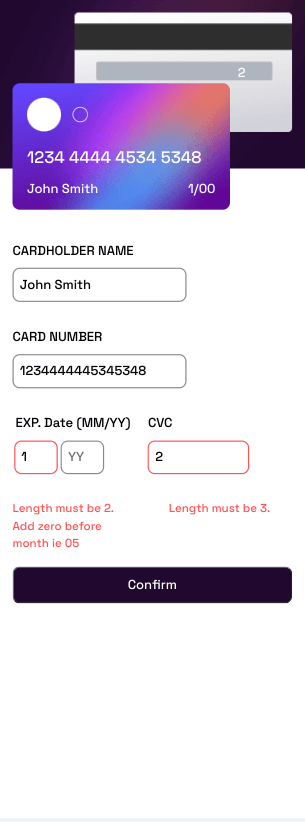 2
1234 4444 4534 5348
John Smith 1/00
CARDHOLDER NAME
John Smith
CARD NUMBER
1234444445345348
EXP. Date (MM/YY) CVC
1 YY 2
Length must be 2. Length must be 3.
Add zero before
month ie 05
Confirm